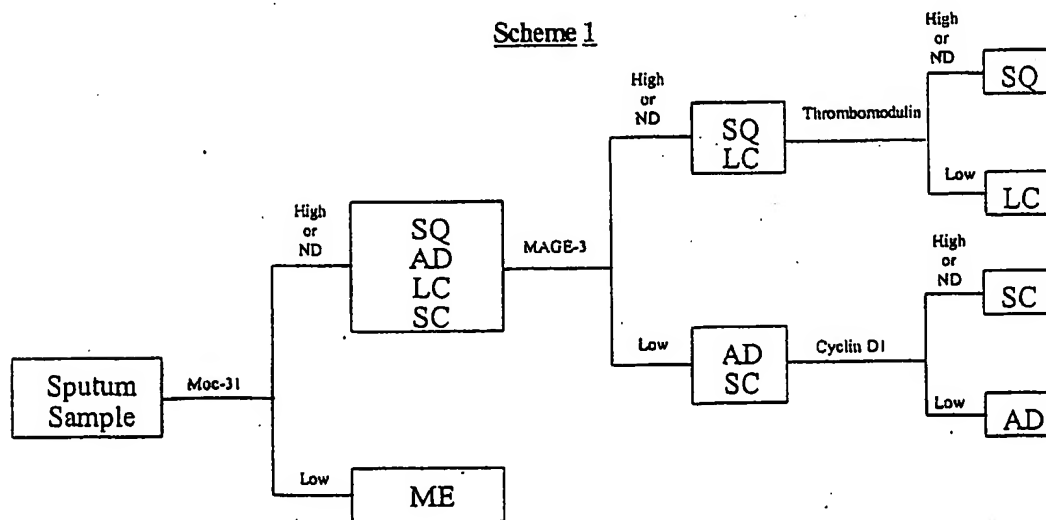 Scheme 1
High
or
ND
SQ
High
or
ND
SQ
LC
Thrombomodulin
Low
LC
High
or
ND
SQ
AD
LC
SC
MAGE-3
High
or
ND
SC
Low
AD
SC
Cyclin D1
Low
AD
Sputum
Sample
Moc-31
Low
ME